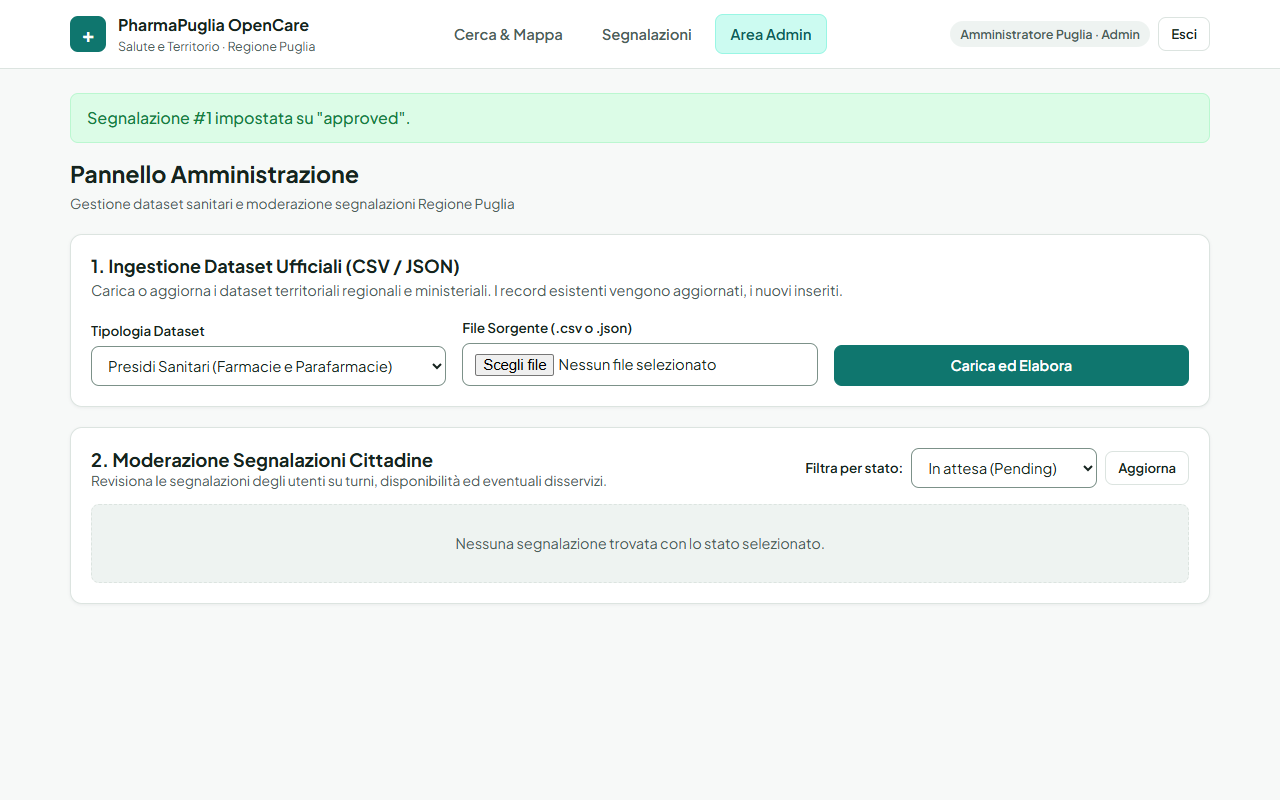 +
PharmaPuglia OpenCare
Salute e Territorio · Regione Puglia
Cerca & Mappa
Segnalazioni
Area Admin
Amministratore Puglia · Admin
Esci
Segnalazione #1 impostata su "approved".
Pannello Amministrazione
Gestione dataset sanitari e moderazione segnalazioni Regione Puglia
1. Ingestione Dataset Ufficiali (CSV / JSON)
Carica o aggiorna i dataset territoriali regionali e ministeriali. I record esistenti vengono aggiornati, i nuovi inseriti.
Tipologia Dataset
Presidi Sanitari (Farmacie e Parafarmacie)
File Sorgente (.csv o .json)
Scegli file Nessun file selezionato
Carica ed Elabora
2. Moderazione Segnalazioni Cittadine
Revisiona le segnalazioni degli utenti su turni, disponibilità ed eventuali disservizi.
Filtra per stato:
In attesa (Pending)
Aggiorna
Nessuna segnalazione trovata con lo stato selezionato.